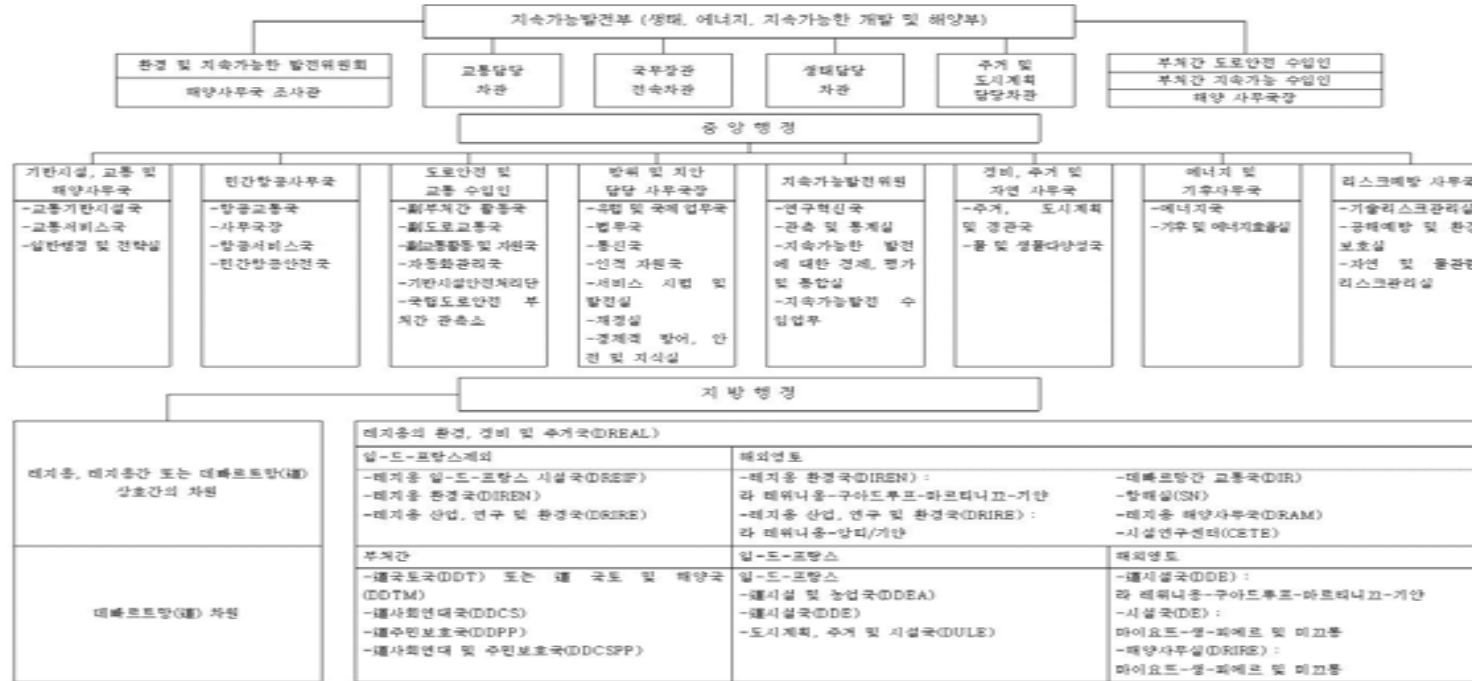 지속가능발전부 (생태, 에너지, 지속가능한 개발 및 해양부)
환경 및 지속가능한 발전위원회
해양사무국 조사관
교통담당
차관
국무장관
전속차관
생태담당
차관
주거 및
도시계획
담당차관
부처간 도로안전 수임인
부처간 지속가능 수임인
해양 사무국장
중앙행정
기반시설, 교통 및
해양사무국
-교통기반시설국
-교통서비스국
-일반행정 및 전략실
민간항공사무국
-항공교통국
-사무국장
-항공서비스국
-민간항공안전국
도로안전 및
교통 수임인
-副부처간 활동국
-副도로교통국
-副교통활동 및 자원국
-자동화관리국
-기반시설안전처리단
-국립도로안전 부
처간 관측소
방위 및 치안
담당 사무국장
-유럽 및 국제업무국
-법무국
-통신국
-인적 자원국
-서비스 시범 및
발전실
-재정실
-경제적 방어, 안
전 및 지식실
지속가능발전위원
-연구혁신국
-관측 및 통계실
-지속가능한 발전
에 대한 경제, 평가
및 통합실
-지속가능발전 수
임업무
경비, 주거 및
자연 사무국
-주거, 도시계획
및 경관국
-물 및 생물다양성국
에너지 및
기후사무국
-에너지국
-기후 및 에너지효율실
리스크예방 사무국
-기술리스크관리실
-공해예방 및 환경
보호실
-자연 및 물관련
리스크관리실
지방행정
레지옹, 레지옹간 또는 데빠르트망(道)
상호간의 차원
레지옹의 환경, 경비 및 주거국(DREAL)
일-드-프랑스제외
-레지옹 일-드-프랑스 시설국(DREIF)
-레지옹 환경국(DIREN)
-레지옹 산업, 연구 및 환경국(DRIRE)
해외영토
-레지옹 환경국(DIREN) :
라 레위니옹-구아드루프-마르티니끄-기얀
-레지옹 산업, 연구 및 환경국(DRIRE) :
라 레위니옹-앙띠/기얀
-데빠르망간 교통국(DIR)
-항해실(SN)
-레지옹 해양사무국(DRAM)
-시설연구센터(CETE)
데빠르트망(道) 차원
부처간
-道국토국(DDT) 또는 道 국토 및 해양국
(DDTM)
-道사회연대국(DDCS)
-道주민보호국(DDPP)
-道사회연대 및 주민보호국(DDCSPP)
일-드-프랑스
일-드-프랑스
-道시설 및 농업국(DDEA)
-道시설국(DDE)
-도시계획, 주거 및 시설국(DULE)
해외영토
-道시설국(DDE) :
라 레위니옹-구아드루프-마르티니끄-기얀
-시설국(DE) :
마이요트-생-피에르 및 미끄통
-해양사무실(DRIRE) :
마이요트-생-피에르 및 미끄통